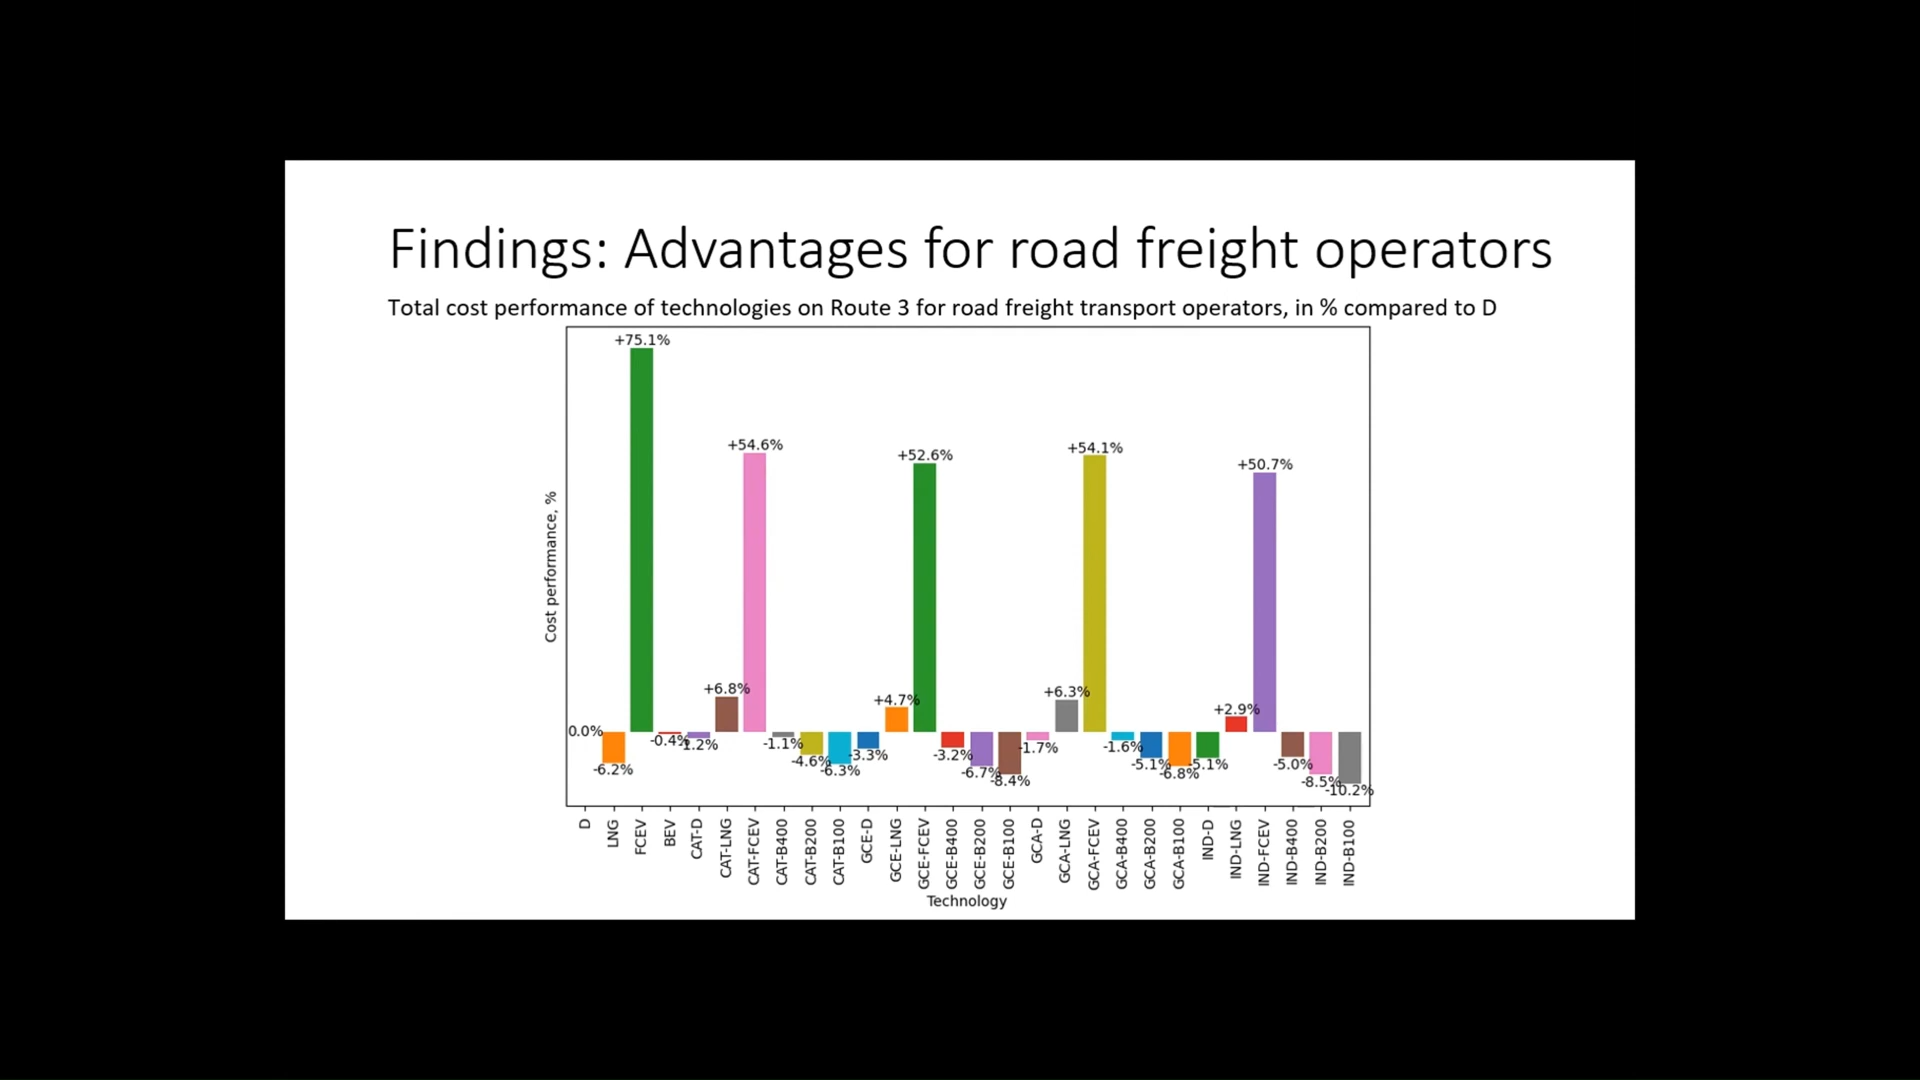 Findings: Advantages for road freight operators
Total cost performance of technologies on Route 3 for road freight transport operators, in % compared to D
Cost performance, %
0.0%
-6.2%
+75.1%
-0.4%
-1.2%
+6.8%
+54.6%
-1.1%
-4.6%
-6.3%
-3.3%
+4.7%
+52.6%
-3.2%
-6.7%
-8.4%
-1.7%
+6.3%
+54.1%
-1.6%
-5.1%
-6.8%
-5.1%
+2.9%
+50.7%
-5.0%
-8.5%
-10.2%
D
LNG
FCEV
BEV
CAT-D
CAT-LNG
CAT-FCEV
CAT-B400
CAT-B200
CAT-B100
GCE-D
GCE-LNG
GCE-FCEV
GCE-B400
GCE-B200
GCE-B100
GCA-D
GCA-LNG
GCA-FCEV
GCA-B400
GCA-B200
GCA-B100
IND-D
IND-LNG
IND-FCEV
IND-B400
IND-B200
IND-B100
Technology